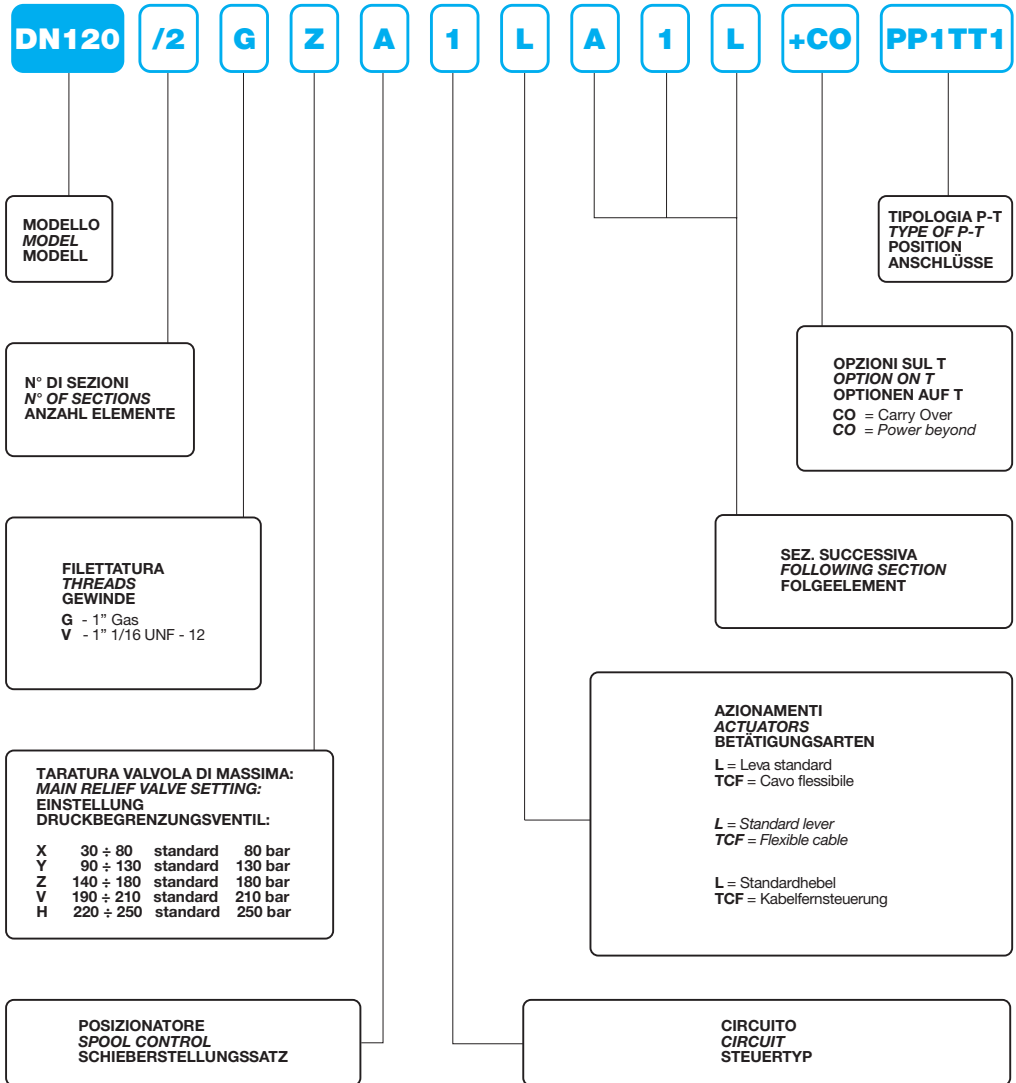 DN120 /2 G Z A 1 L A 1 L +CO PP1TT1
MODELLO
MODEL
MODELL
TIPOLOGIA P-T
TYPE OF P-T
POSITION
ANSCHLÜSSE
N° DI SEZIONI
N° OF SECTIONS
ANZAHL ELEMENTE
OPZIONI SUL T
OPTION ON T
OPTIONEN AUF T
CO = Carry Over
CO = Power beyond
FILETTATURA
THREADS
GEWINDE
G - 1” Gas
V - 1” 1/16 UNF - 12
SEZ. SUCCESSIVA
FOLLOWING SECTION
FOLGEELEMENT
AZIONAMENTI
ACTUATORS
BETÄTIGUNGSARTEN
L = Leva standard
TCF = Cavo flessibile
L = Standard lever
TCF = Flexible cable
L = Standardhebel
TCF = Kabelfernsteuerung
TARATURA VALVOLA DI MASSIMA:
MAIN RELIEF VALVE SETTING:
EINSTELLUNG
DRUCKBEGRENZUNGSVENTIL:
X 30 ÷ 80 standard 80 bar
Y 90 ÷ 130 standard 130 bar
Z 140 ÷ 180 standard 180 bar
V 190 ÷ 210 standard 210 bar
H 220 ÷ 250 standard 250 bar
POSIZIONATORE
SPOOL CONTROL
SCHIEBERSTELLUNGSSATZ
CIRCUITO
CIRCUIT
STEUERTYP